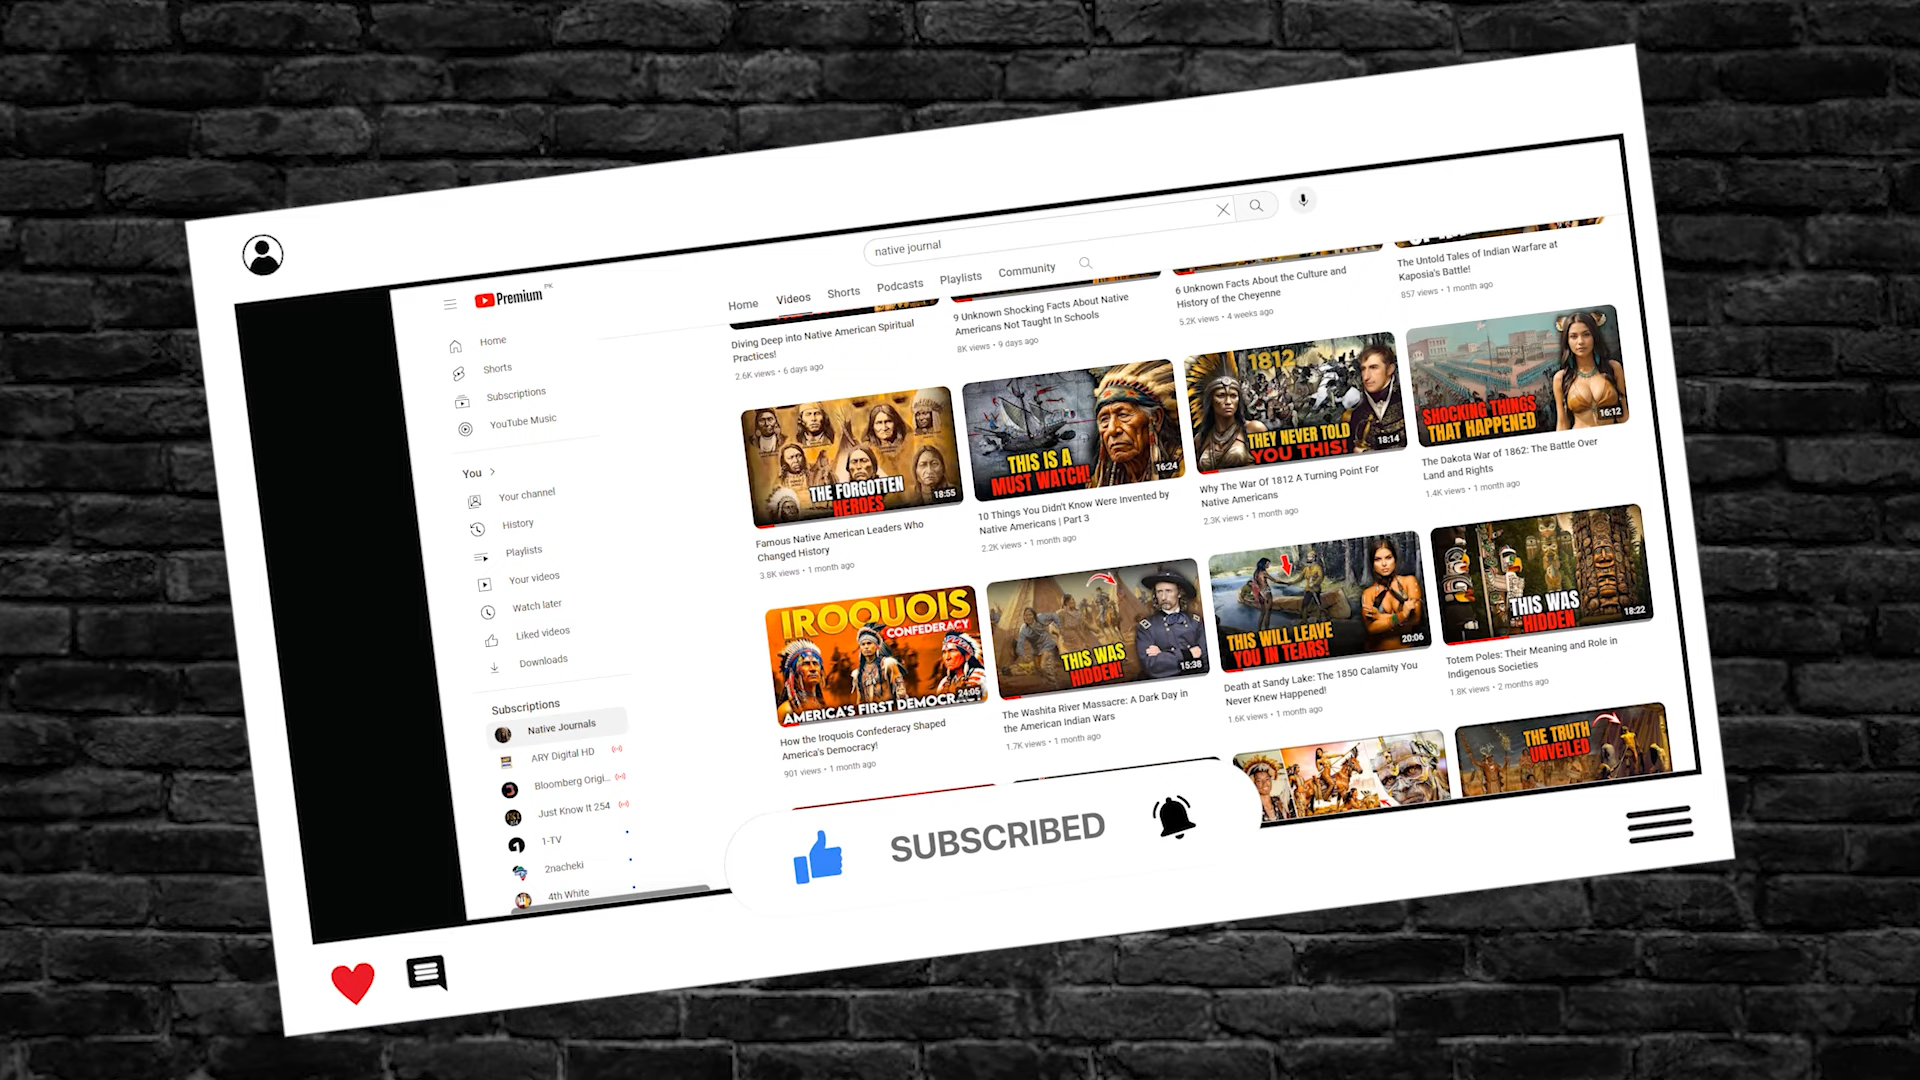 native journal
Premium PK
Home
Videos
Shorts
Podcasts
Playlists
Community
Home
Shorts
Subscriptions
YouTube Music
You
Your channel
History
Playlists
Your videos
Watch later
Liked videos
Downloads
Subscriptions
Native Journals
ARY Digital HD
Bloomberg Origi...
Just Know It 254
1-TV
2nacheki
4th White
Diving Deep into Native American Spiritual
Practices!
2.6K views • 6 days ago
9 Unknown Shocking Facts About Native
Americans Not Taught In Schools
8K views • 9 days ago
6 Unknown Facts About the Culture and
History of the Cheyenne
5.2K views • 4 weeks ago
The Untold Tales of Indian Warfare at
Kaposia's Battle!
857 views • 1 month ago
THE FORGOTTEN
HEROES
18:55
Famous Native American Leaders Who
Changed History
3.8K views • 1 month ago
THIS IS A
MUST WATCH!
16:24
10 Things You Didn't Know Were Invented by
Native Americans | Part 3
2.2K views • 1 month ago
1812
THEY NEVER TOLD
YOU THIS!
18:14
Why The War Of 1812 A Turning Point For
Native Americans
2.3K views • 1 month ago
SHOCKING THINGS
THAT HAPPENED
16:12
The Dakota War of 1862: The Battle Over
Land and Rights
1.4K views • 1 month ago
IROQUOIS
CONFEDERACY
AMERICA'S FIRST DEMOCRACY
24:05
How the Iroquois Confederacy Shaped
America's Democracy!
901 views • 1 month ago
THIS WAS
HIDDEN!
15:38
The Washita River Massacre: A Dark Day in
the American Indian Wars
1.7K views • 1 month ago
THIS WILL LEAVE
YOU IN TEARS!
20:06
Death at Sandy Lake: The 1850 Calamity You
Never Knew Happened!
1.6K views • 1 month ago
THIS WAS
HIDDEN
18:22
Totem Poles: Their Meaning and Role in
Indigenous Societies
1.8K views • 2 months ago
THE TRUTH
UNVEILED
SUBSCRIBED